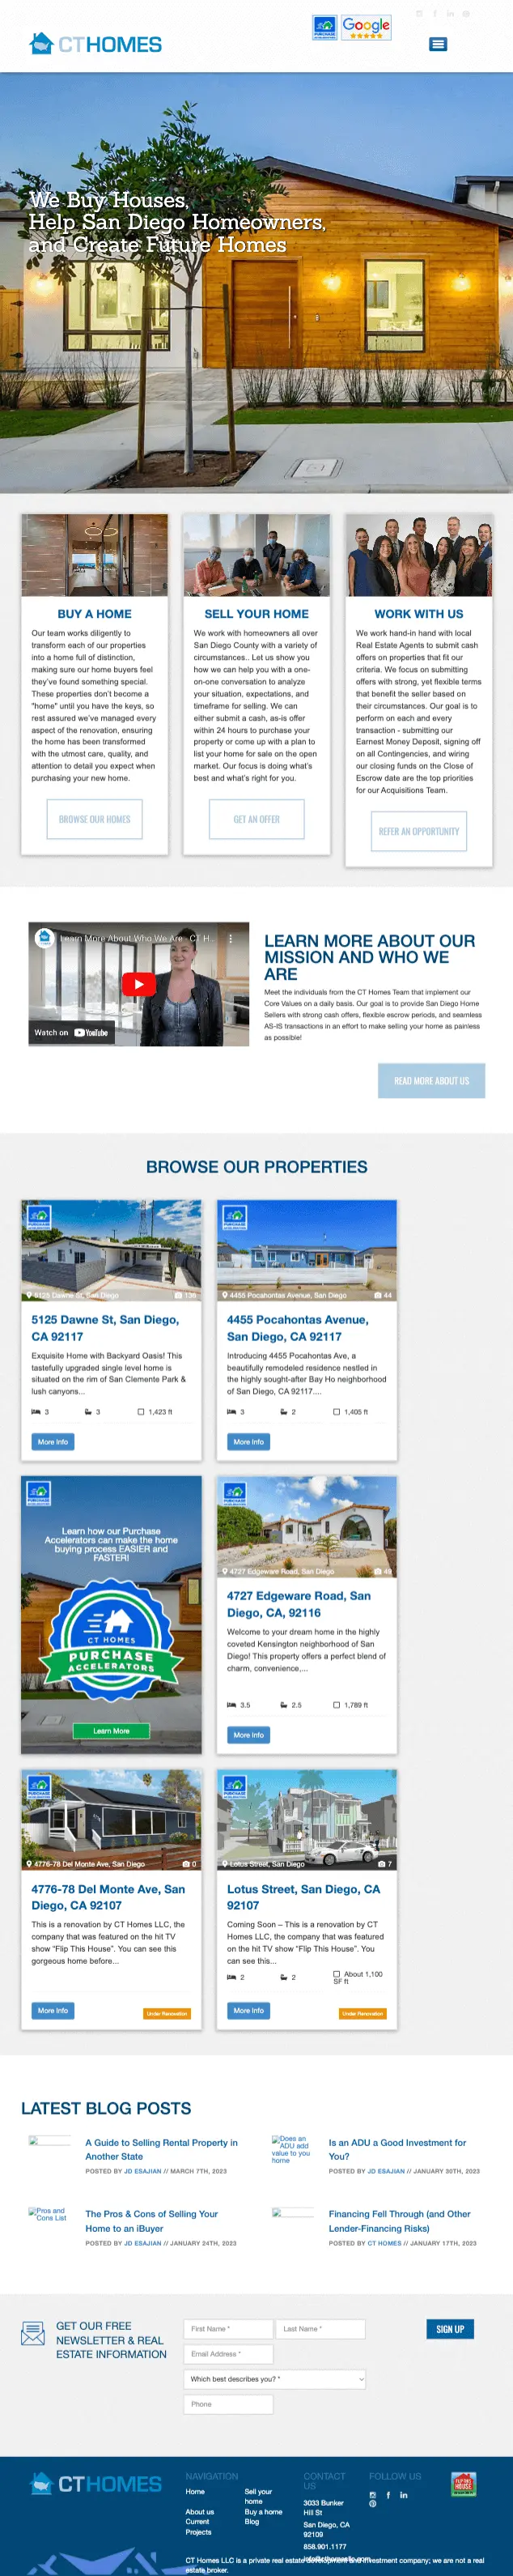 CTHOMES
PURCHASE
ACCELERATORS
Google
We Buy Houses,
Help San Diego Homeowners,
and Create Future Homes
BUY A HOME
Our team works diligently to
transform each of our properties
into a home full of distinction,
making sure our home buyers feel
they've found something special.
These properties don't become a
"home" until you have the keys, so
rest assured we've managed every
aspect of the renovation, ensuring
the home has been transformed
with the utmost care, quality, and
attention to detail you expect when
purchasing your new home.
BROWSE OUR HOMES
SELL YOUR HOME
We work with homeowners all over
San Diego County with a variety of
circumstances.. Let us show you
how we can help you with a one-
on-one conversation to analyze
your situation, expectations, and
timeframe for selling. We can
either submit a cash, as-is offer
within 24 hours to purchase your
property or come up with a plan to
list your home for sale on the open
market. Our focus is doing what's
best and what's right for you.
GET AN OFFER
WORK WITH US
We work hand-in hand with local
Real Estate Agents to submit cash
offers on properties that fit our
criteria. We focus on submitting
offers with strong, yet flexible terms
that benefit the seller based on
their circumstances. Our goal is to
perform on each and every
transaction - submitting our
Earnest Money Deposit, signing off
on all Contingencies, and wiring
our closing funds on the Close of
Escrow date are the top priorities
for our Acquisitions Team.
REFER AN OPPORTUNITY
Learn More About Who We Are - CT H
Watch on YouTube
LEARN MORE ABOUT OUR
MISSION AND WHO WE
ARE
Meet the individuals from the CT Homes Team that implement our
Core Values on a daily basis. Our goal is to provide San Diego Home
Sellers with strong cash offers, flexible escrow periods, and seamless
AS-IS transactions in an effort to make selling your home as painless
as possible!
READ MORE ABOUT US
BROWSE OUR PROPERTIES
5125 Dawne St, San Diego
5125 Dawne St, San Diego,
CA 92117
Exquisite Home with Backyard Oasis! This
tastefully upgraded single level home is
situated on the rim of San Clemente Park &
lush canyons...
3 3 1,423 ft
More Info
4455 Pocahontas Avenue, San Diego 44
4455 Pocahontas Avenue,
San Diego, CA 92117
Introducing 4455 Pocahontas Ave, a
beautifully remodeled residence nestled in
the highly sought-after Bay Ho neighborhood
of San Diego, CA 92117....
3 2 1,405 ft
More Info
Learn how our Purchase
Accelerators can make the home
buying process EASIER and
FASTER!
CT HOMES
PURCHASE
ACCELERATORS
Learn More
4727 Edgeware Road, San Diego 49
4727 Edgeware Road, San
Diego, CA, 92116
Welcome to your dream home in the highly
coveted Kensington neighborhood of San
Diego! This property offers a perfect blend of
charm, convenience,...
3.5 2.5 1,789 ft
More Info
4776-78 Del Monte Ave, San Diego 0
4776-78 Del Monte Ave, San
Diego, CA 92107
This is a renovation by CT Homes LLC, the
company that was featured on the hit TV
show "Flip This House". You can see this
gorgeous home before...
More Info
Under Renovation
Lotus Street, San Diego 7
Lotus Street, San Diego, CA
92107
Coming Soon – This is a renovation by CT
Homes LLC, the company that was featured
on the hit TV show "Flip This House". You
can see this...
2 2 About 1,100
SF ft
More Info
Under Renovation
LATEST BLOG POSTS
A Guide to Selling Rental Property in
Another State
POSTED BY JD ESAJIAN // MARCH 7TH, 2023
Does an
ADU add
value to you
home
Is an ADU a Good Investment for
You?
POSTED BY JD ESAJIAN // JANUARY 30TH, 2023
Pros and
Cons List
The Pros & Cons of Selling Your
Home to an iBuyer
POSTED BY JD ESAJIAN // JANUARY 24TH, 2023
Financing Fell Through (and Other
Lender-Financing Risks)
POSTED BY CT HOMES // JANUARY 17TH, 2023
GET OUR FREE
NEWSLETTER & REAL
ESTATE INFORMATION
First Name *
Last Name *
Email Address *
Which best describes you? *
Phone
SIGN UP
CTHOMES
NAVIGATION
Home
About us
Current
Projects
Sell your
home
Buy a home
Blog
CONTACT
US
3033 Bunker
Hill St
San Diego, CA
92109
858.901.1177
FOLLOW US
CT Homes LLC is a private real estate development and investment company; we are not a real
estate broker.